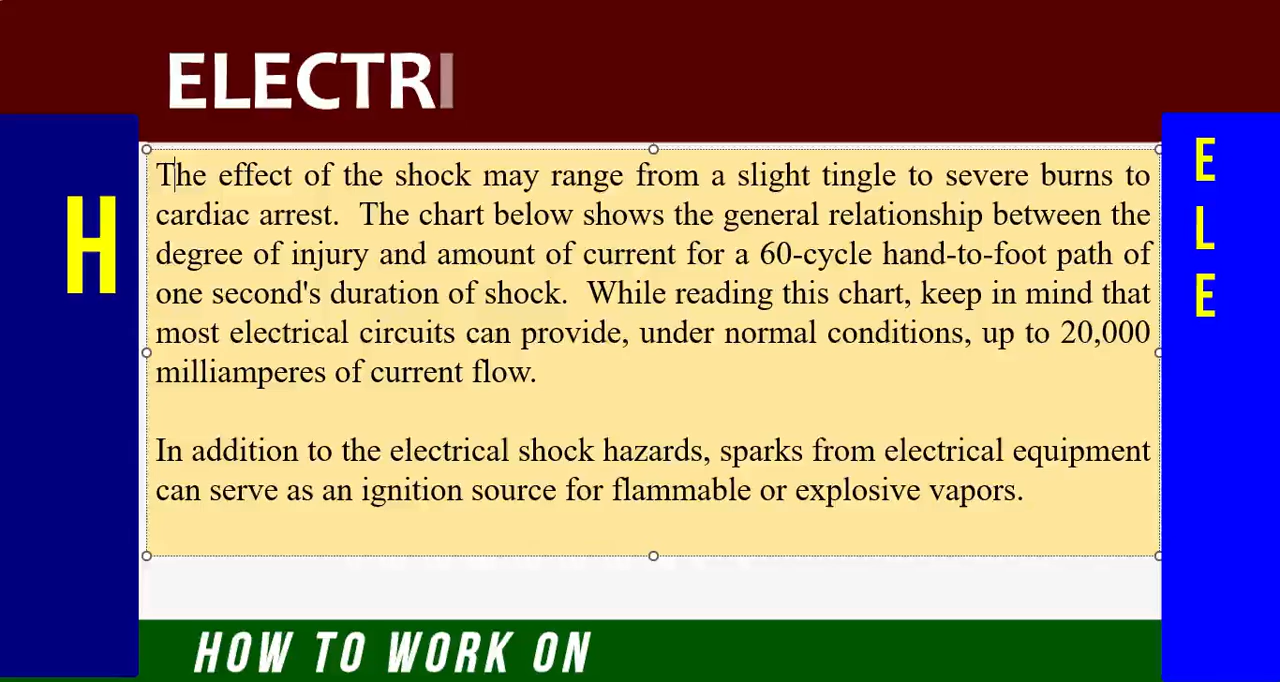 ELECTRI
H
The effect of the shock may range from a slight tingle to severe burns to
cardiac arrest.  The chart below shows the general relationship between the
degree of injury and amount of current for a 60-cycle hand-to-foot path of
one second's duration of shock.  While reading this chart, keep in mind that
most electrical circuits can provide, under normal conditions, up to 20,000
milliamperes of current flow.
In addition to the electrical shock hazards, sparks from electrical equipment
can serve as an ignition source for flammable or explosive vapors.
E
L
E
HOW TO WORK ON